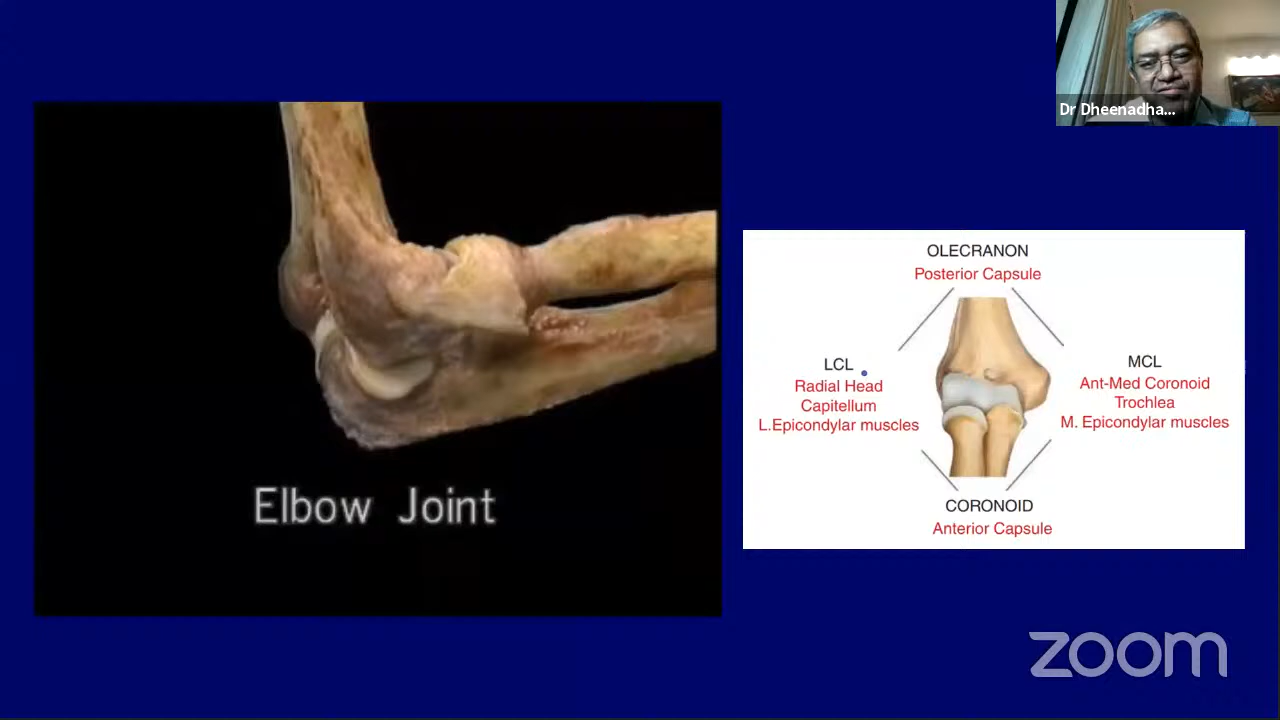 Dr Dheenadha...
OLECRANON
Posterior Capsule
LCL
Radial Head
Capitellum
L.Epicondylar muscles
MCL
Ant-Med Coronoid
Trochlea
M. Epicondylar muscles
CORONOID
Anterior Capsule
Elbow Joint
zoom